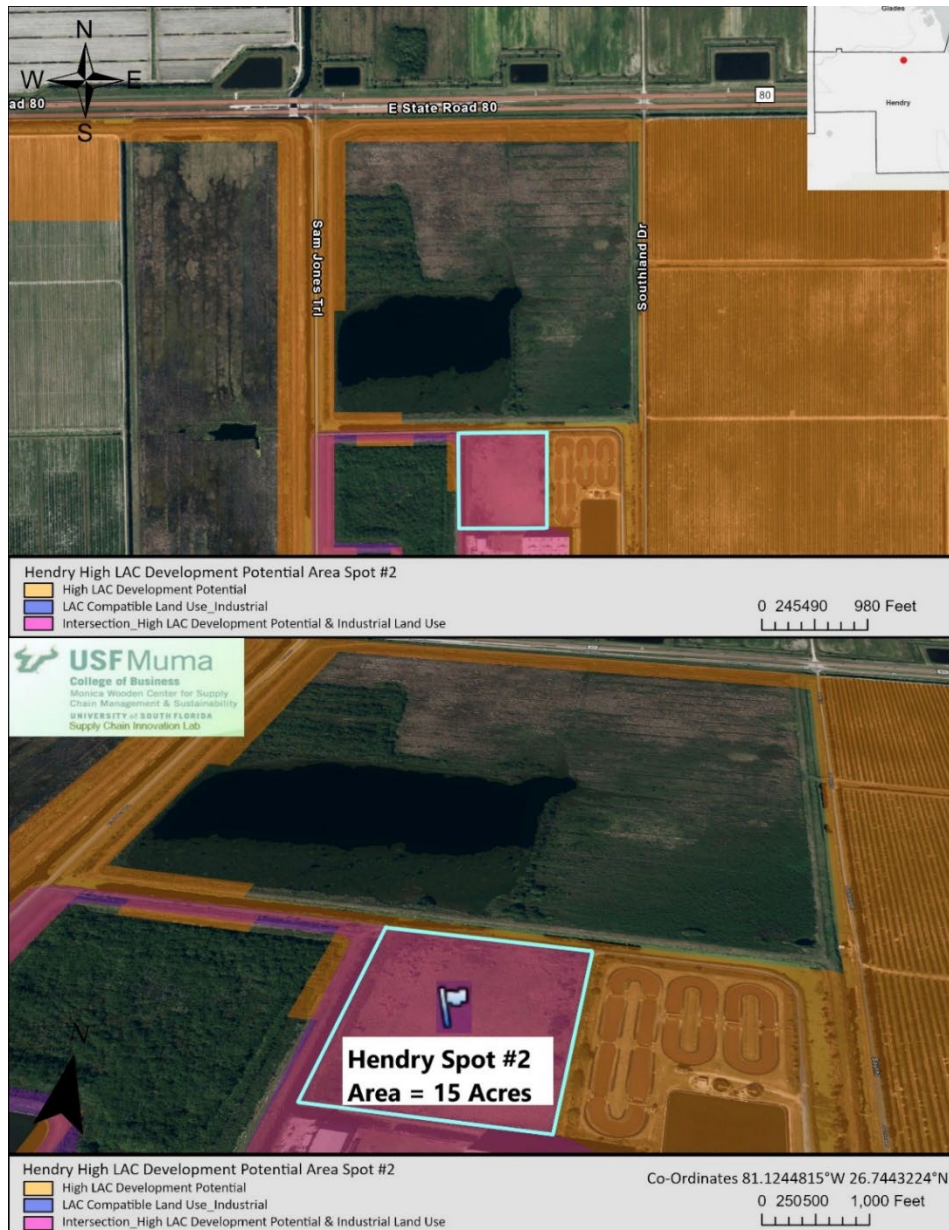 N
W E
S
Glades
Hendry
ad 80
E State Road 80
80
Sam Jones Trl
Southland Dr
Hendry High LAC Development Potential Area Spot #2
High LAC Development Potential
LAC Compatible Land Use_Industrial
Intersection_High LAC Development Potential & Industrial Land Use
0 245490 980 Feet
USF Muma
College of Business
Monica Wooden Center for Supply
Chain Management & Sustainability
UNIVERSITY of SOUTH FLORIDA
Supply Chain Innovation Lab
N
Hendry Spot #2
Area = 15 Acres
Hendry High LAC Development Potential Area Spot #2
High LAC Development Potential
LAC Compatible Land Use_Industrial
Intersection_High LAC Development Potential & Industrial Land Use
Co-Ordinates 81.1244815°W 26.7443224°N
0 250500 1,000 Feet